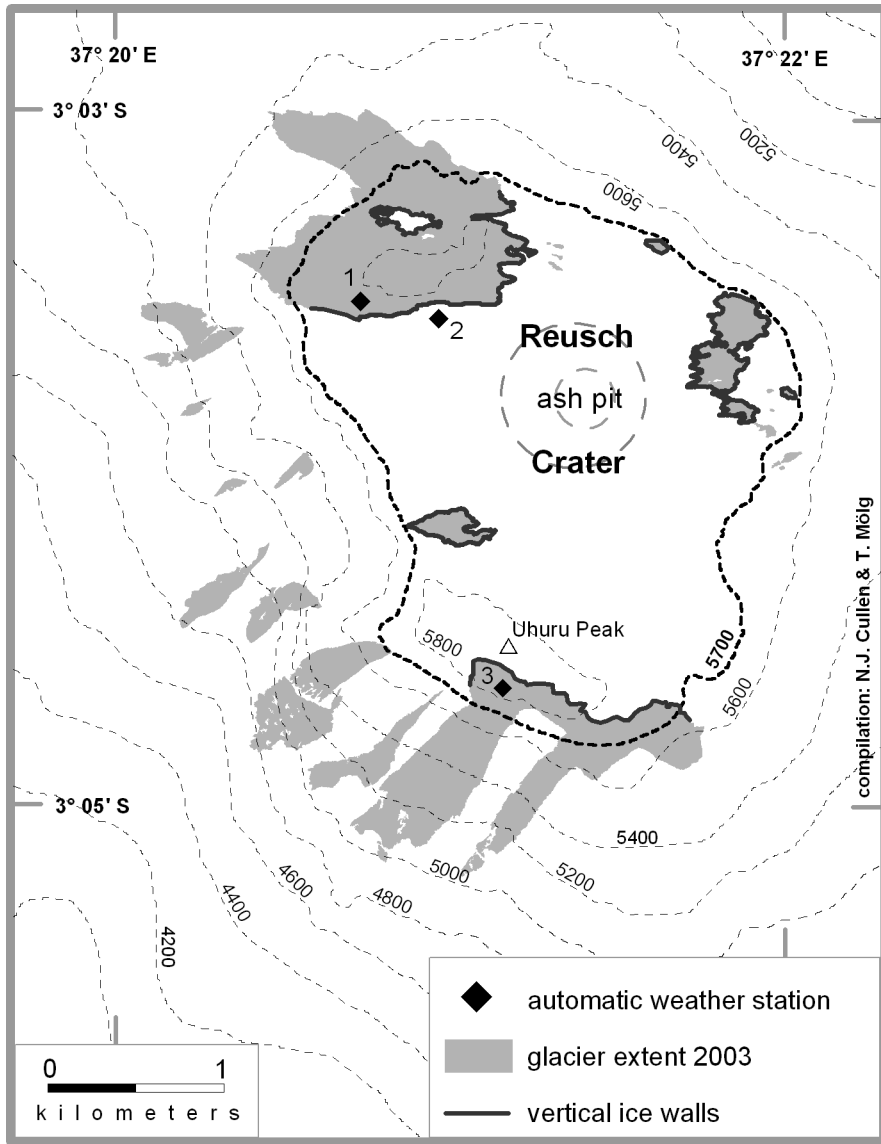 37° 20' E
37° 22' E
3° 03' S
5200
5400
5600
1
2
Reusch
ash pit
Crater
Uhuru Peak
5800
3
5700
5600
compilation: N.J. Cullen & T. Mölg
3° 05' S
5400
5200
5000
4800
4600
4400
4200
automatic weather station
glacier extent 2003
vertical ice walls
0 1
kilometers